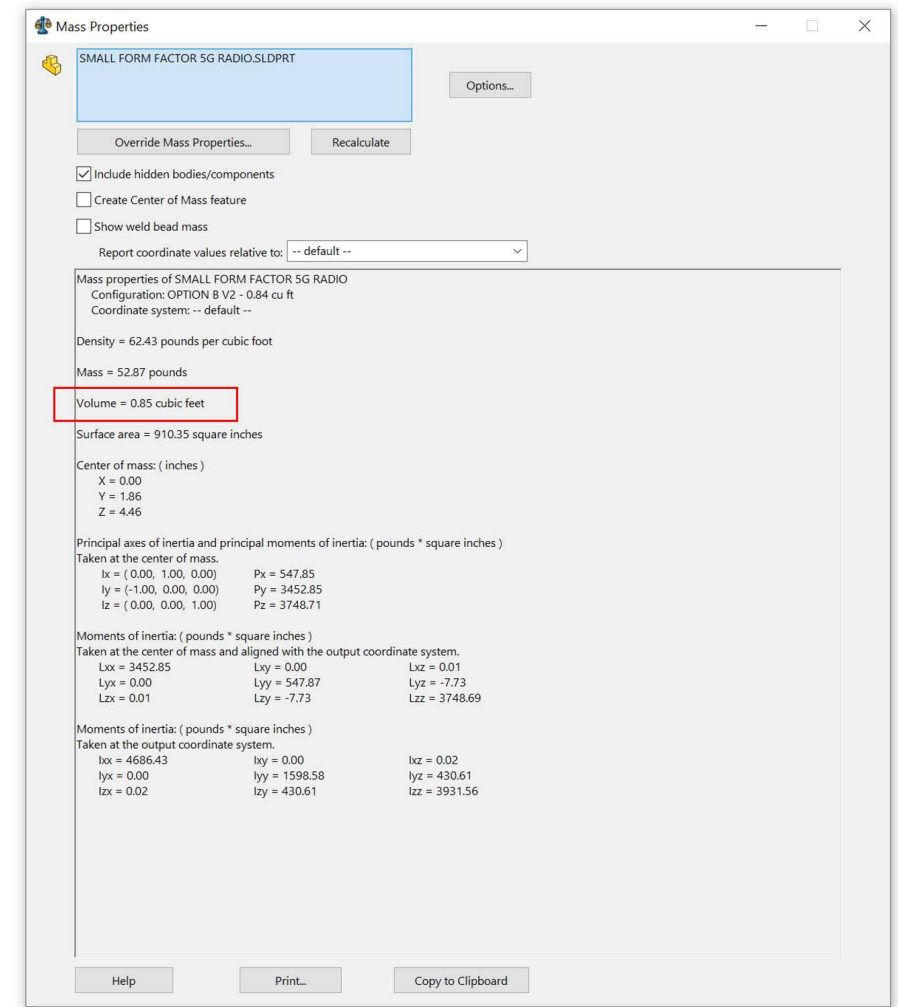 Mass Properties
SMALL FORM FACTOR 5G RADIO.SLDPRT
Options...
Override Mass Properties... Recalculate
Include hidden bodies/components
Create Center of Mass feature
Show weld bead mass
Report coordinate values relative to: -- default --
Mass properties of SMALL FORM FACTOR 5G RADIO
Configuration: OPTION B V2 - 0.84 cu ft
Coordinate system: -- default --
Density = 62.43 pounds per cubic foot
Mass = 52.87 pounds
Volume = 0.85 cubic feet
Surface area = 910.35 square inches
Center of mass: ( inches )
X = 0.00
Y = 1.86
Z = 4.46
Principal axes of inertia and principal moments of inertia: ( pounds * square inches )
Taken at the center of mass.
Ix = ( 0.00, 1.00, 0.00) Px = 547.85
Iy = (-1.00, 0.00, 0.00) Py = 3452.85
Iz = ( 0.00, 0.00, 1.00) Pz = 3748.71
Moments of inertia: ( pounds * square inches )
Taken at the center of mass and aligned with the output coordinate system.
Lxx = 3452.85 Lxy = 0.00 Lxz = 0.01
Lyx = 0.00 Lyy = 547.87 Lyz = -7.73
Lzx = 0.01 Lzy = -7.73 Lzz = 3748.69
Moments of inertia: ( pounds * square inches )
Taken at the output coordinate system.
Ixx = 4686.43 Ixy = 0.00 Ixz = 0.02
Iyx = 0.00 Iyy = 1598.58 Iyz = 430.61
Izx = 0.02 Izy = 430.61 Izz = 3931.56
Help Print... Copy to Clipboard